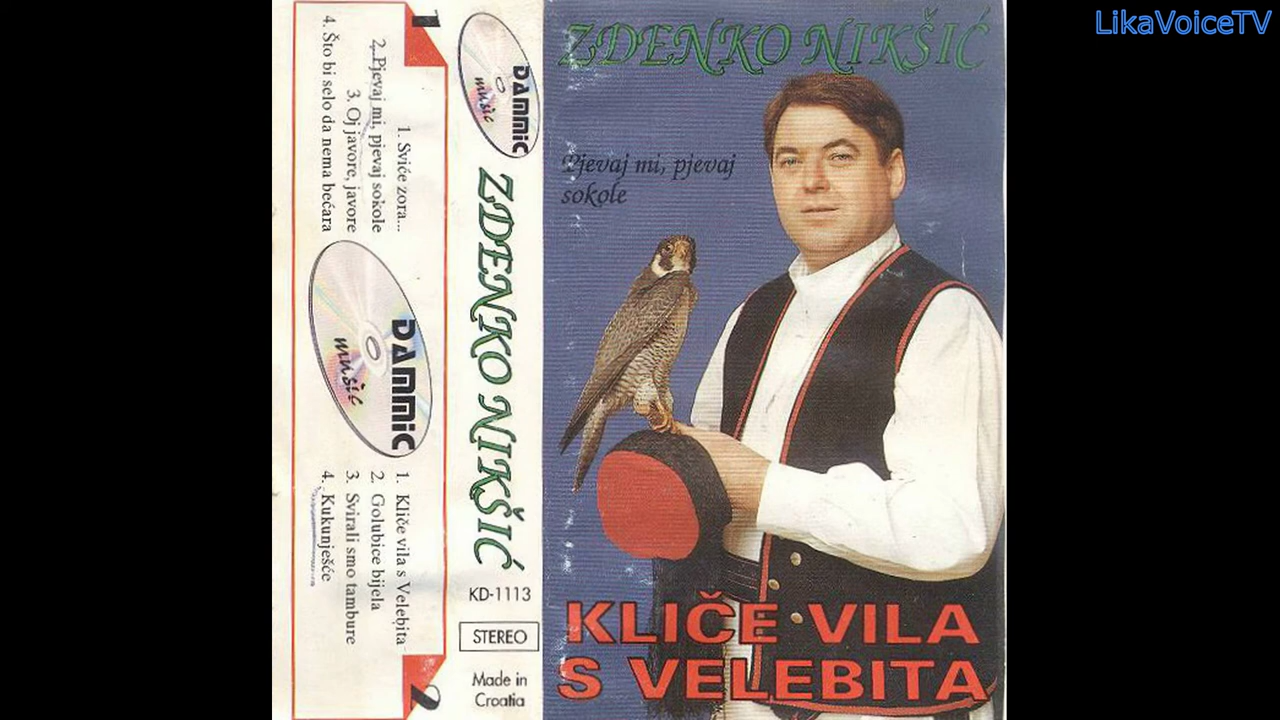 LikaVoiceTV
1
1. Sviće zora...
2. Pjevaj mi, pjevaj sokole
3. Oj javore, javore
4. Što bi selo da nema bećara
DAMMIC
music
1. Kliče vila s Velebita
2. Golubice bijela
3. Svirali smo tambure
4. Kukunješće
2
DAMMIC
music
ZDENKO NIKŠIĆ
KD-1113
STEREO
Made in
Croatia
ZDENKO NIKŠIĆ
Pjevaj mi, pjevaj
sokole
KLIČE VILA
S VELEBITA